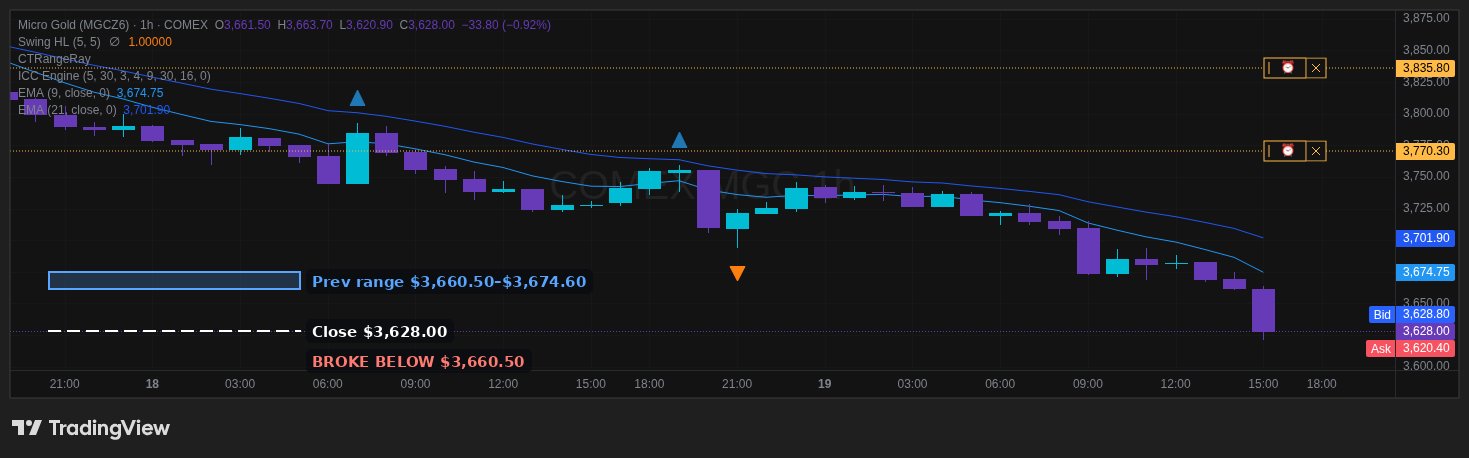 Micro Gold (MGCZ6) · 1h · COMEX O3,661.50 H3,663.70 L3,620.90 C3,628.00 −33.80 (−0.92%)
Swing HL (5, 5) ∅ 1.00000
CTRangeRay
ICC Engine (5, 30, 3, 4, 9, 30, 16, 0)
EMA (9, close, 0) 3,674.75
EMA (21, close, 0) 3,701.90
COMEX:MGC, 1h
3,875.00
3,850.00
3,835.80
3,825.00
3,800.00
3,775.00
3,770.30
3,750.00
3,725.00
3,701.90
3,674.75
3,650.00
Bid 3,628.80
3,628.00
Ask 3,620.40
3,600.00
Prev range $3,660.50–$3,674.60
Close $3,628.00
BROKE BELOW $3,660.50
21:00 18 03:00 06:00 09:00 12:00 15:00 18:00 21:00 19 03:00 06:00 09:00 12:00 15:00 18:00
TradingView